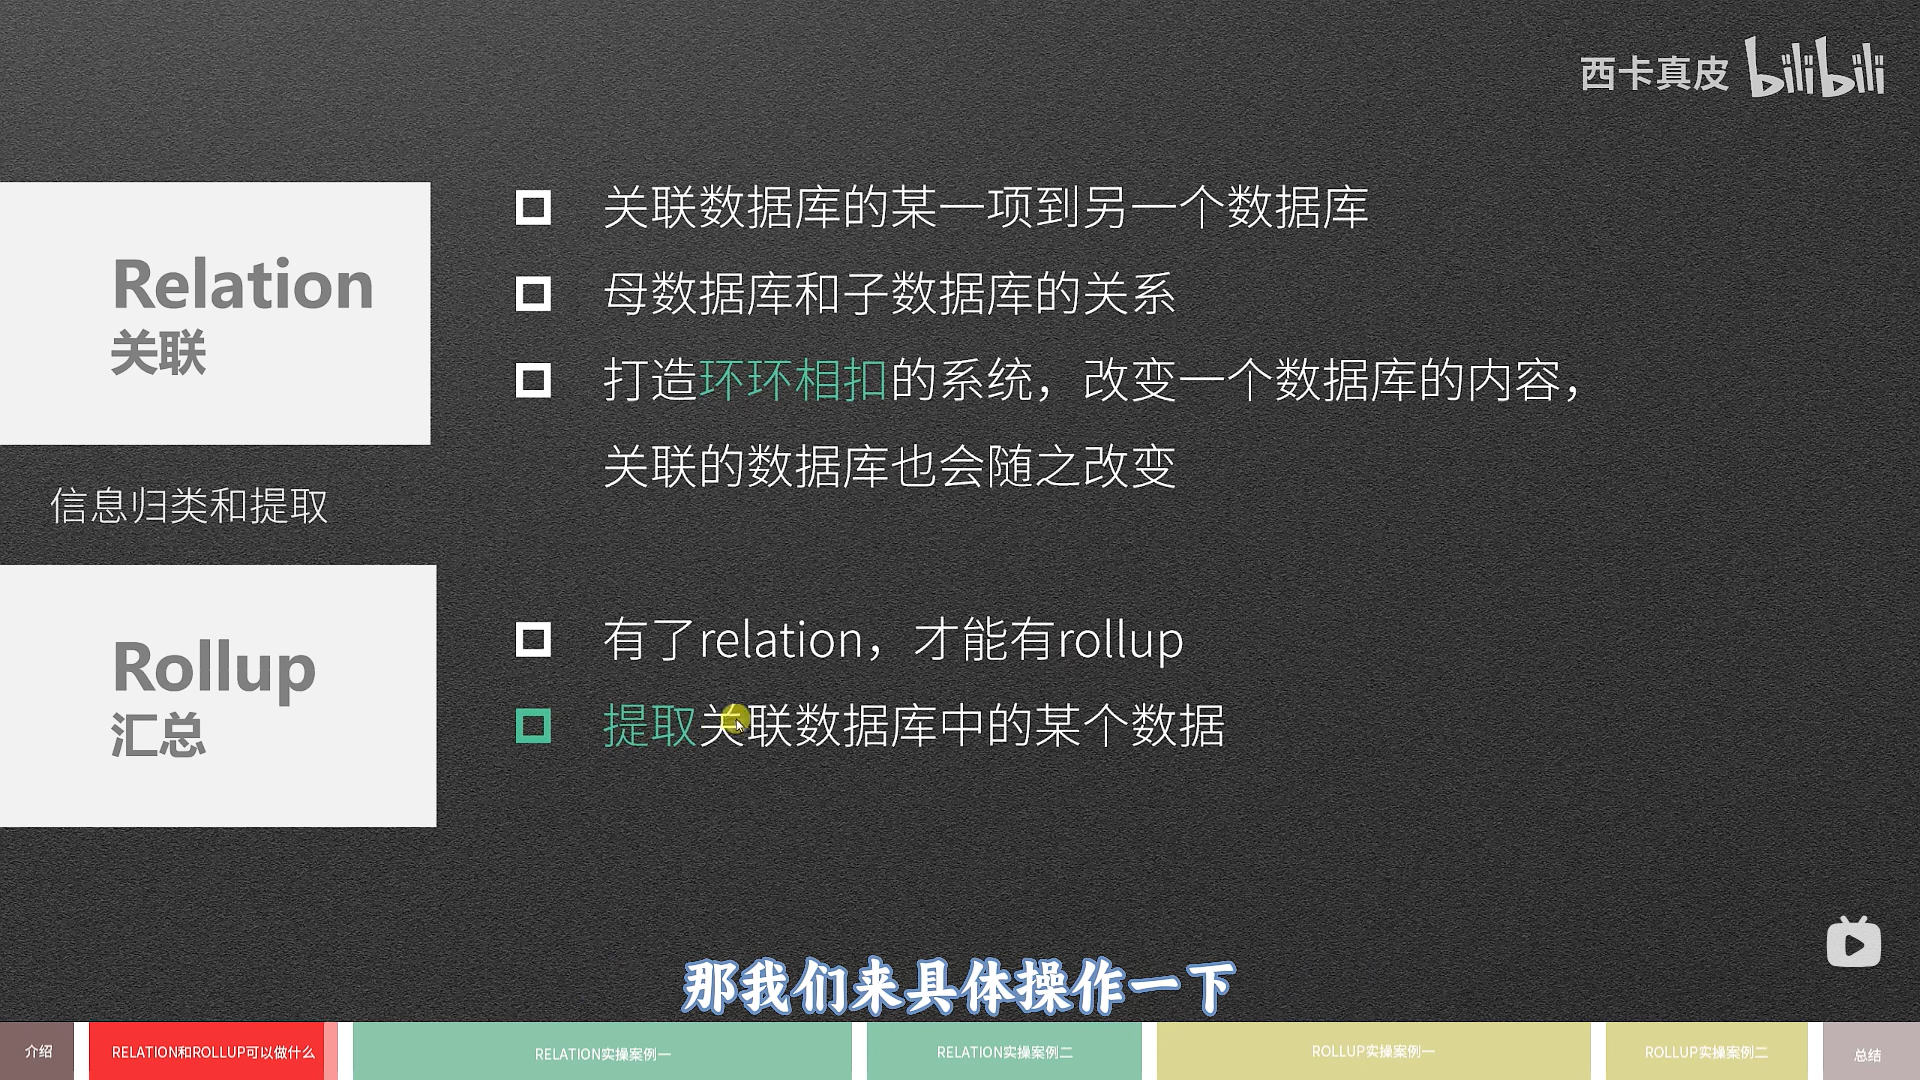 西卡真皮 bilibili
Relation
关联
关联数据库的某一项到另一个数据库
母数据库和子数据库的关系
打造环环相扣的系统，改变一个数据库的内容，
关联的数据库也会随之改变
信息归类和提取
Rollup
汇总
有了relation，才能有rollup
提取关联数据库中的某个数据
那我们来具体操作一下
介绍
RELATION和ROLLUP可以做什么
RELATION实操案例一
RELATION实操案例二
ROLLUP实操案例一
ROLLUP实操案例二
总结